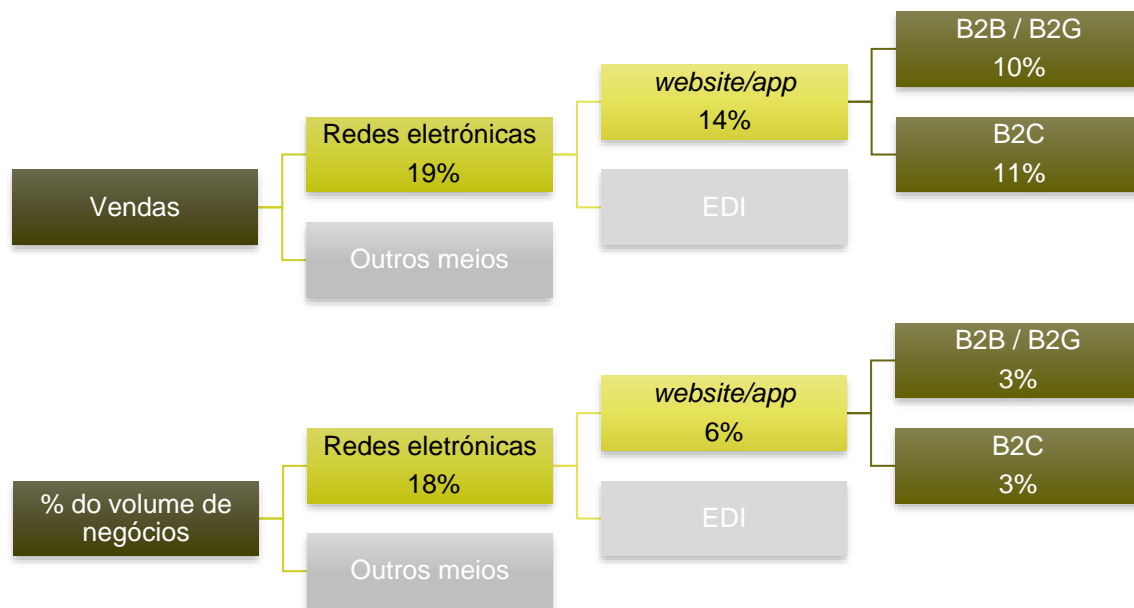 Vendas
Redes eletrónicas
19%
Outros meios
website/app
14%
EDI
B2B / B2G
10%
B2C
11%
% do volume de
negócios
Redes eletrónicas
18%
Outros meios
website/app
6%
EDI
B2B / B2G
3%
B2C
3%